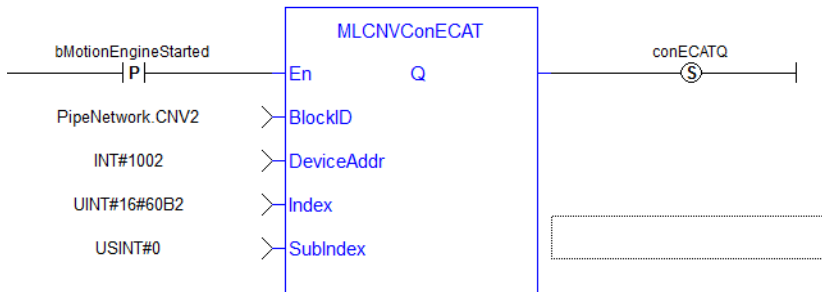 MLCNVConECAT
bMotionEngineStarted
conECATQ
P
En
Q
S
PipeNetwork.CNV2
BlockID
INT#1002
DeviceAddr
UINT#16#60B2
Index
USINT#0
SubIndex